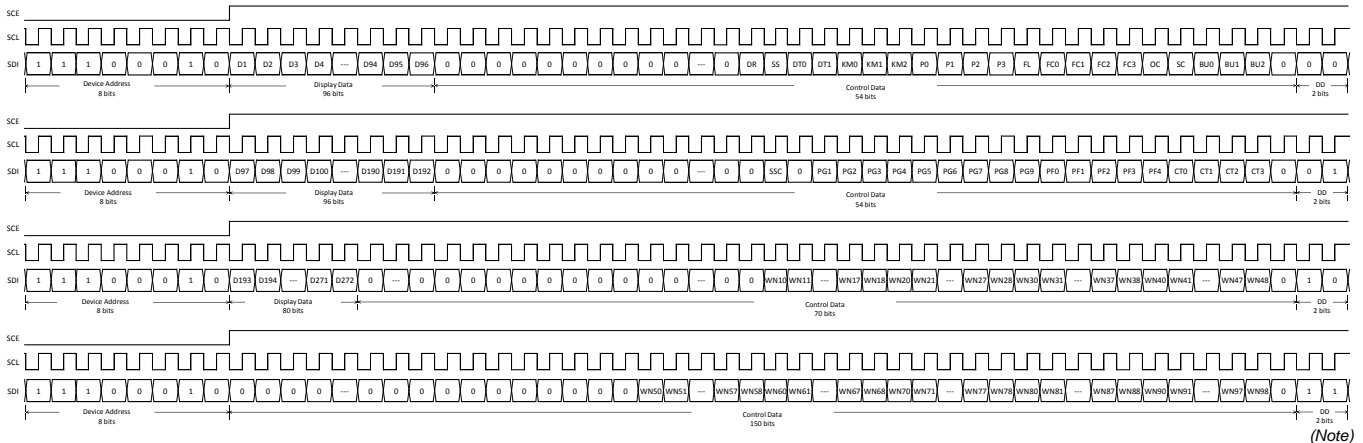 SCE
SCL
SDI 1 1 1 0 0 0 1 0 D1 D2 D3 D4 --- D94 D95 D96 0 0 0 0 0 0 0 0 0 0 --- 0 DR SS DT0 DT1 KM0 KM1 KM2 P0 P1 P2 P3 FL FC0 FC1 FC2 FC3 OC SC BU0 BU1 BU2 0 0 0
Device Address Display Data Control Data DD
8 bits 96 bits 54 bits 2 bits
SCE
SCL
SDI 1 1 1 0 0 0 1 0 D97 D98 D99 D100 --- D190 D191 D192 0 0 0 0 0 0 0 0 0 0 --- 0 0 SSC 0 PG1 PG2 PG3 PG4 PG5 PG6 PG7 PG8 PG9 PF0 PF1 PF2 PF3 PF4 CT0 CT1 CT2 CT3 0 0 1
Device Address Display Data Control Data DD
8 bits 96 bits 54 bits 2 bits
SCE
SCL
SDI 1 1 1 0 0 0 1 0 D193 D194 --- D271 D272 0 --- 0 0 0 0 0 0 0 0 0 0 0 --- 0 0 WN10 WN11 --- WN17 WN18 WN20 WN21 --- WN27 WN28 WN30 WN31 --- WN37 WN38 WN40 WN41 --- WN47 WN48 0 1 0
Device Address Display Data Control Data DD
8 bits 80 bits 70 bits 2 bits
SCE
SCL
SDI 1 1 1 0 0 0 1 0 0 0 0 0 --- 0 0 0 0 0 0 0 0 0 0 0 WN50 WN51 --- WN57 WN58 WN60 WN61 --- WN67 WN68 WN70 WN71 --- WN77 WN78 WN80 WN81 --- WN87 WN88 WN90 WN91 --- WN97 WN98 0 1 1
Device Address Control Data DD
8 bits 150 bits 2 bits
(Note)